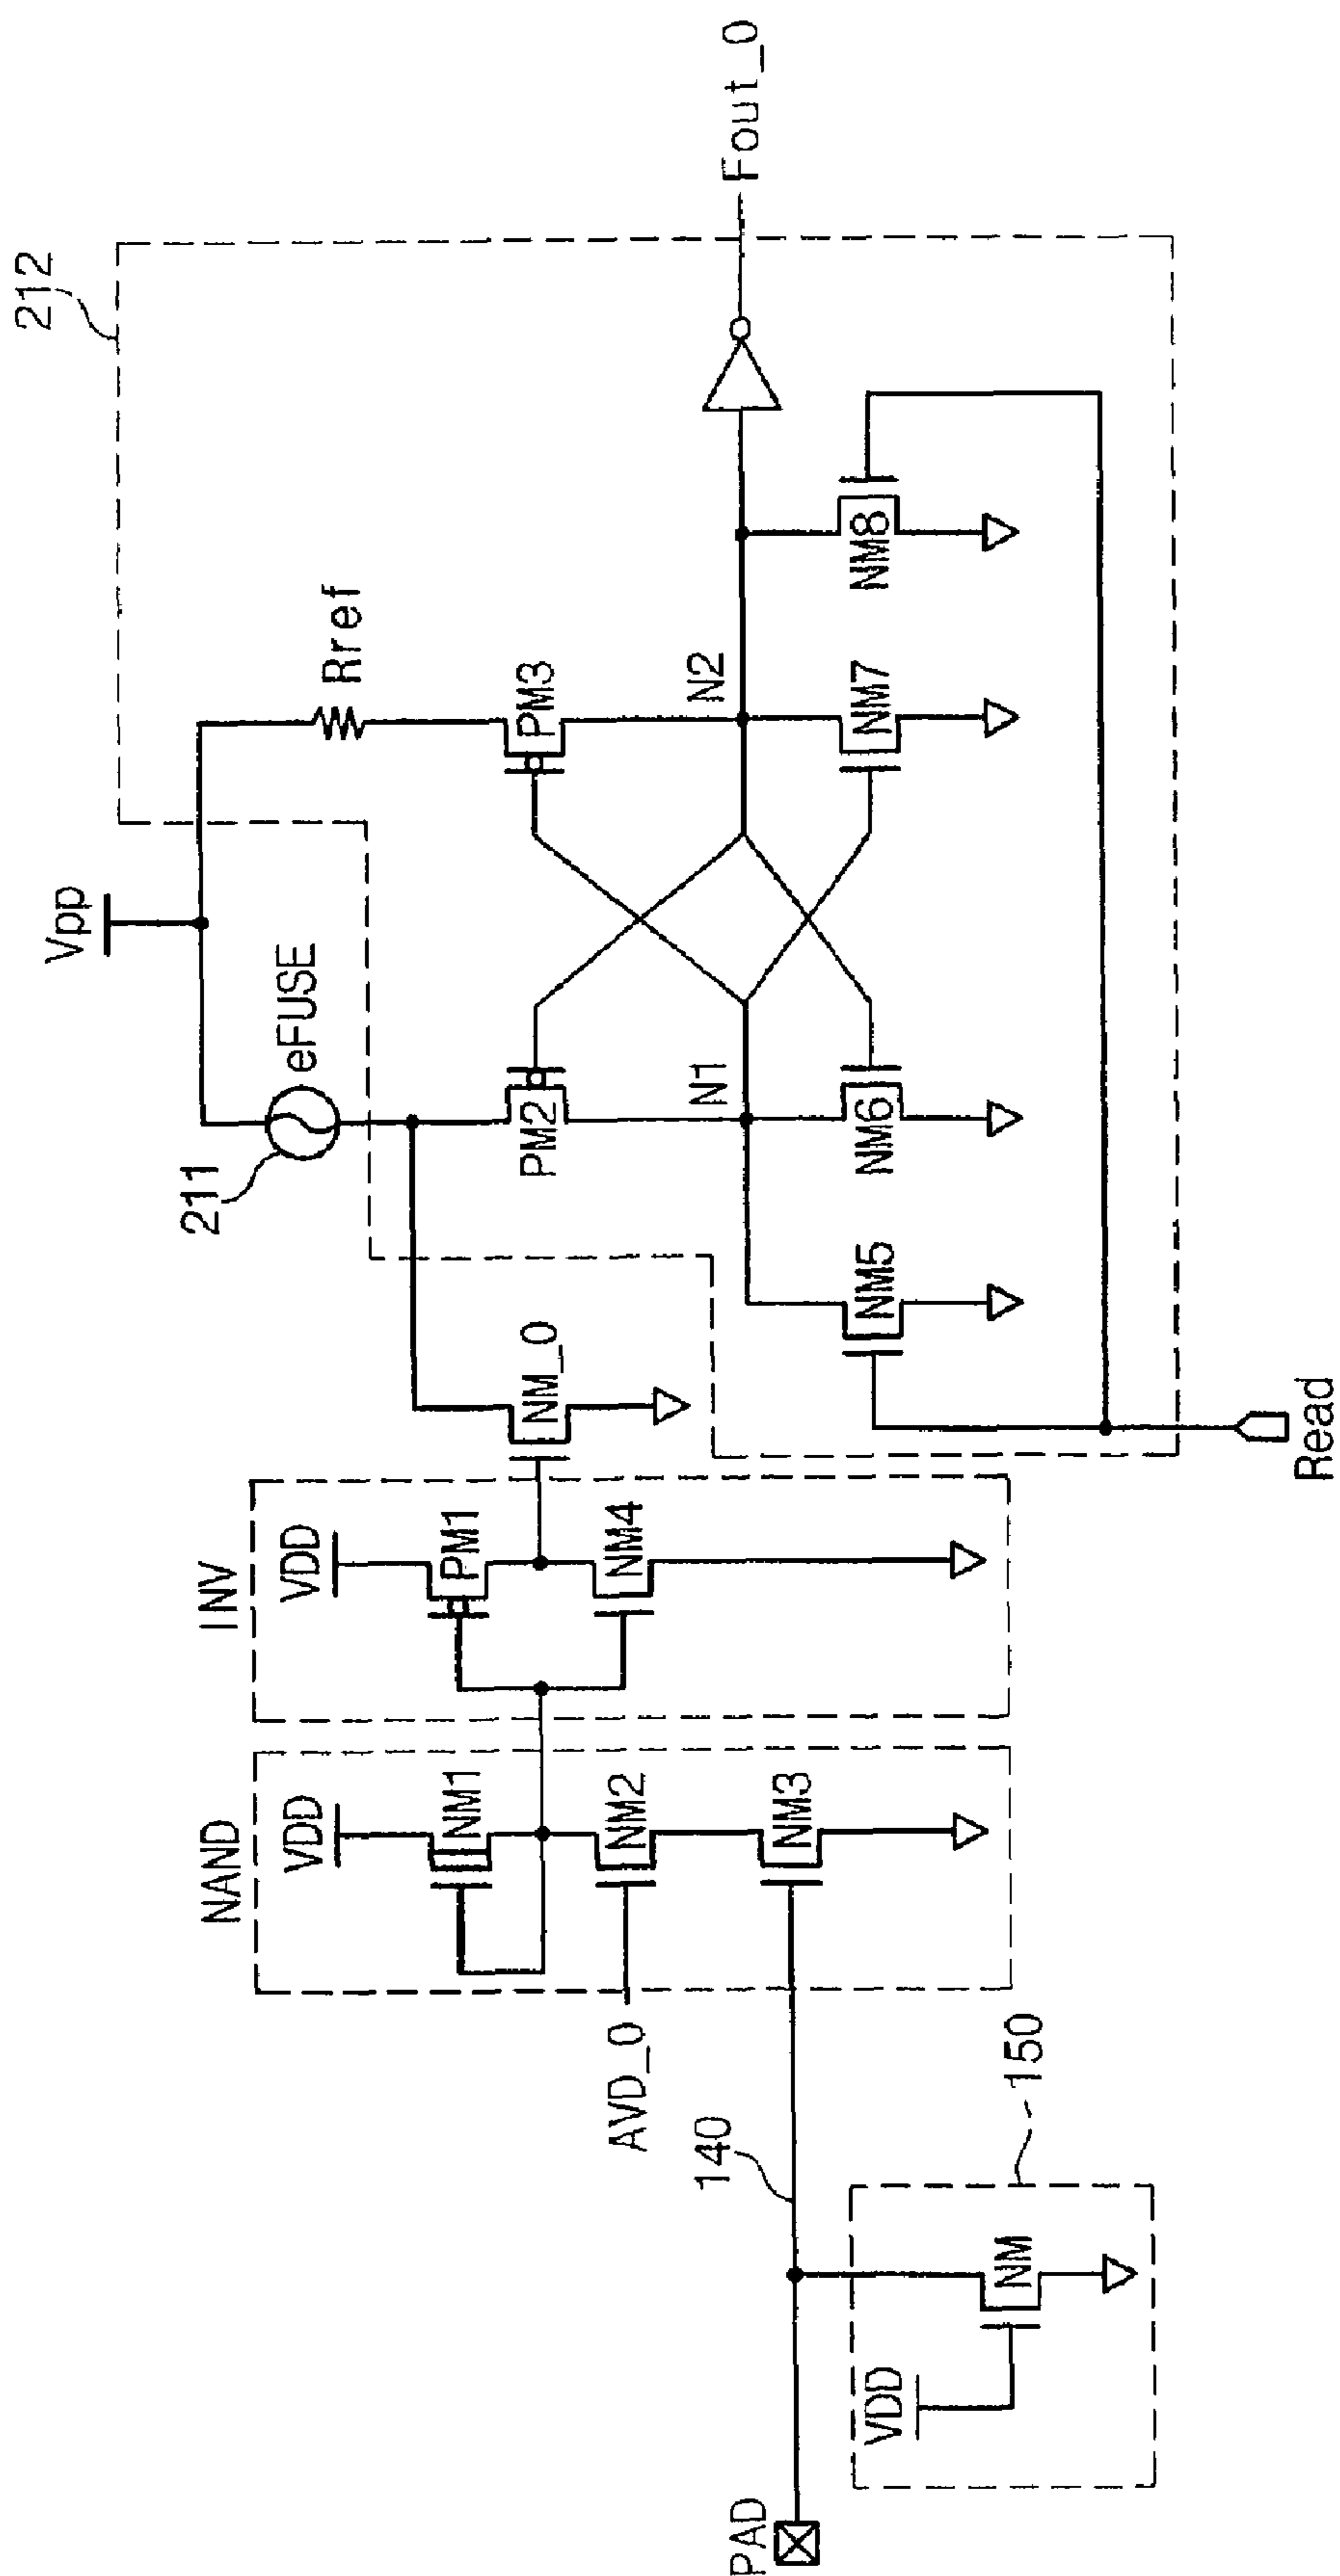 212
Vpp
211
eFUSE
Rref
PM2
PM3
N1
N2
Fout_0
NM5
NM6
NM7
NM8
Read
NM_0
INV
VDD
PM1
NM4
NAND
VDD
NM1
NM2
NM3
AVD_0
140
150
VDD
NM
PAD